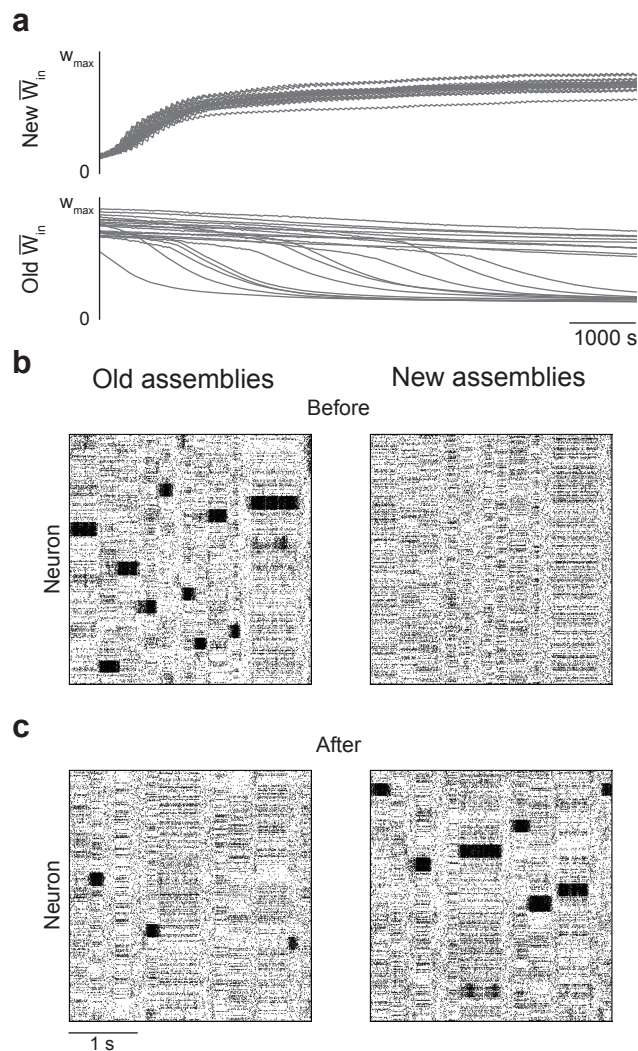 a
w_max
New W̅_in
0
w_max
Old W̅_in
0
1000 s
b
Old assemblies
New assemblies
Before
Neuron
c
After
Neuron
1 s